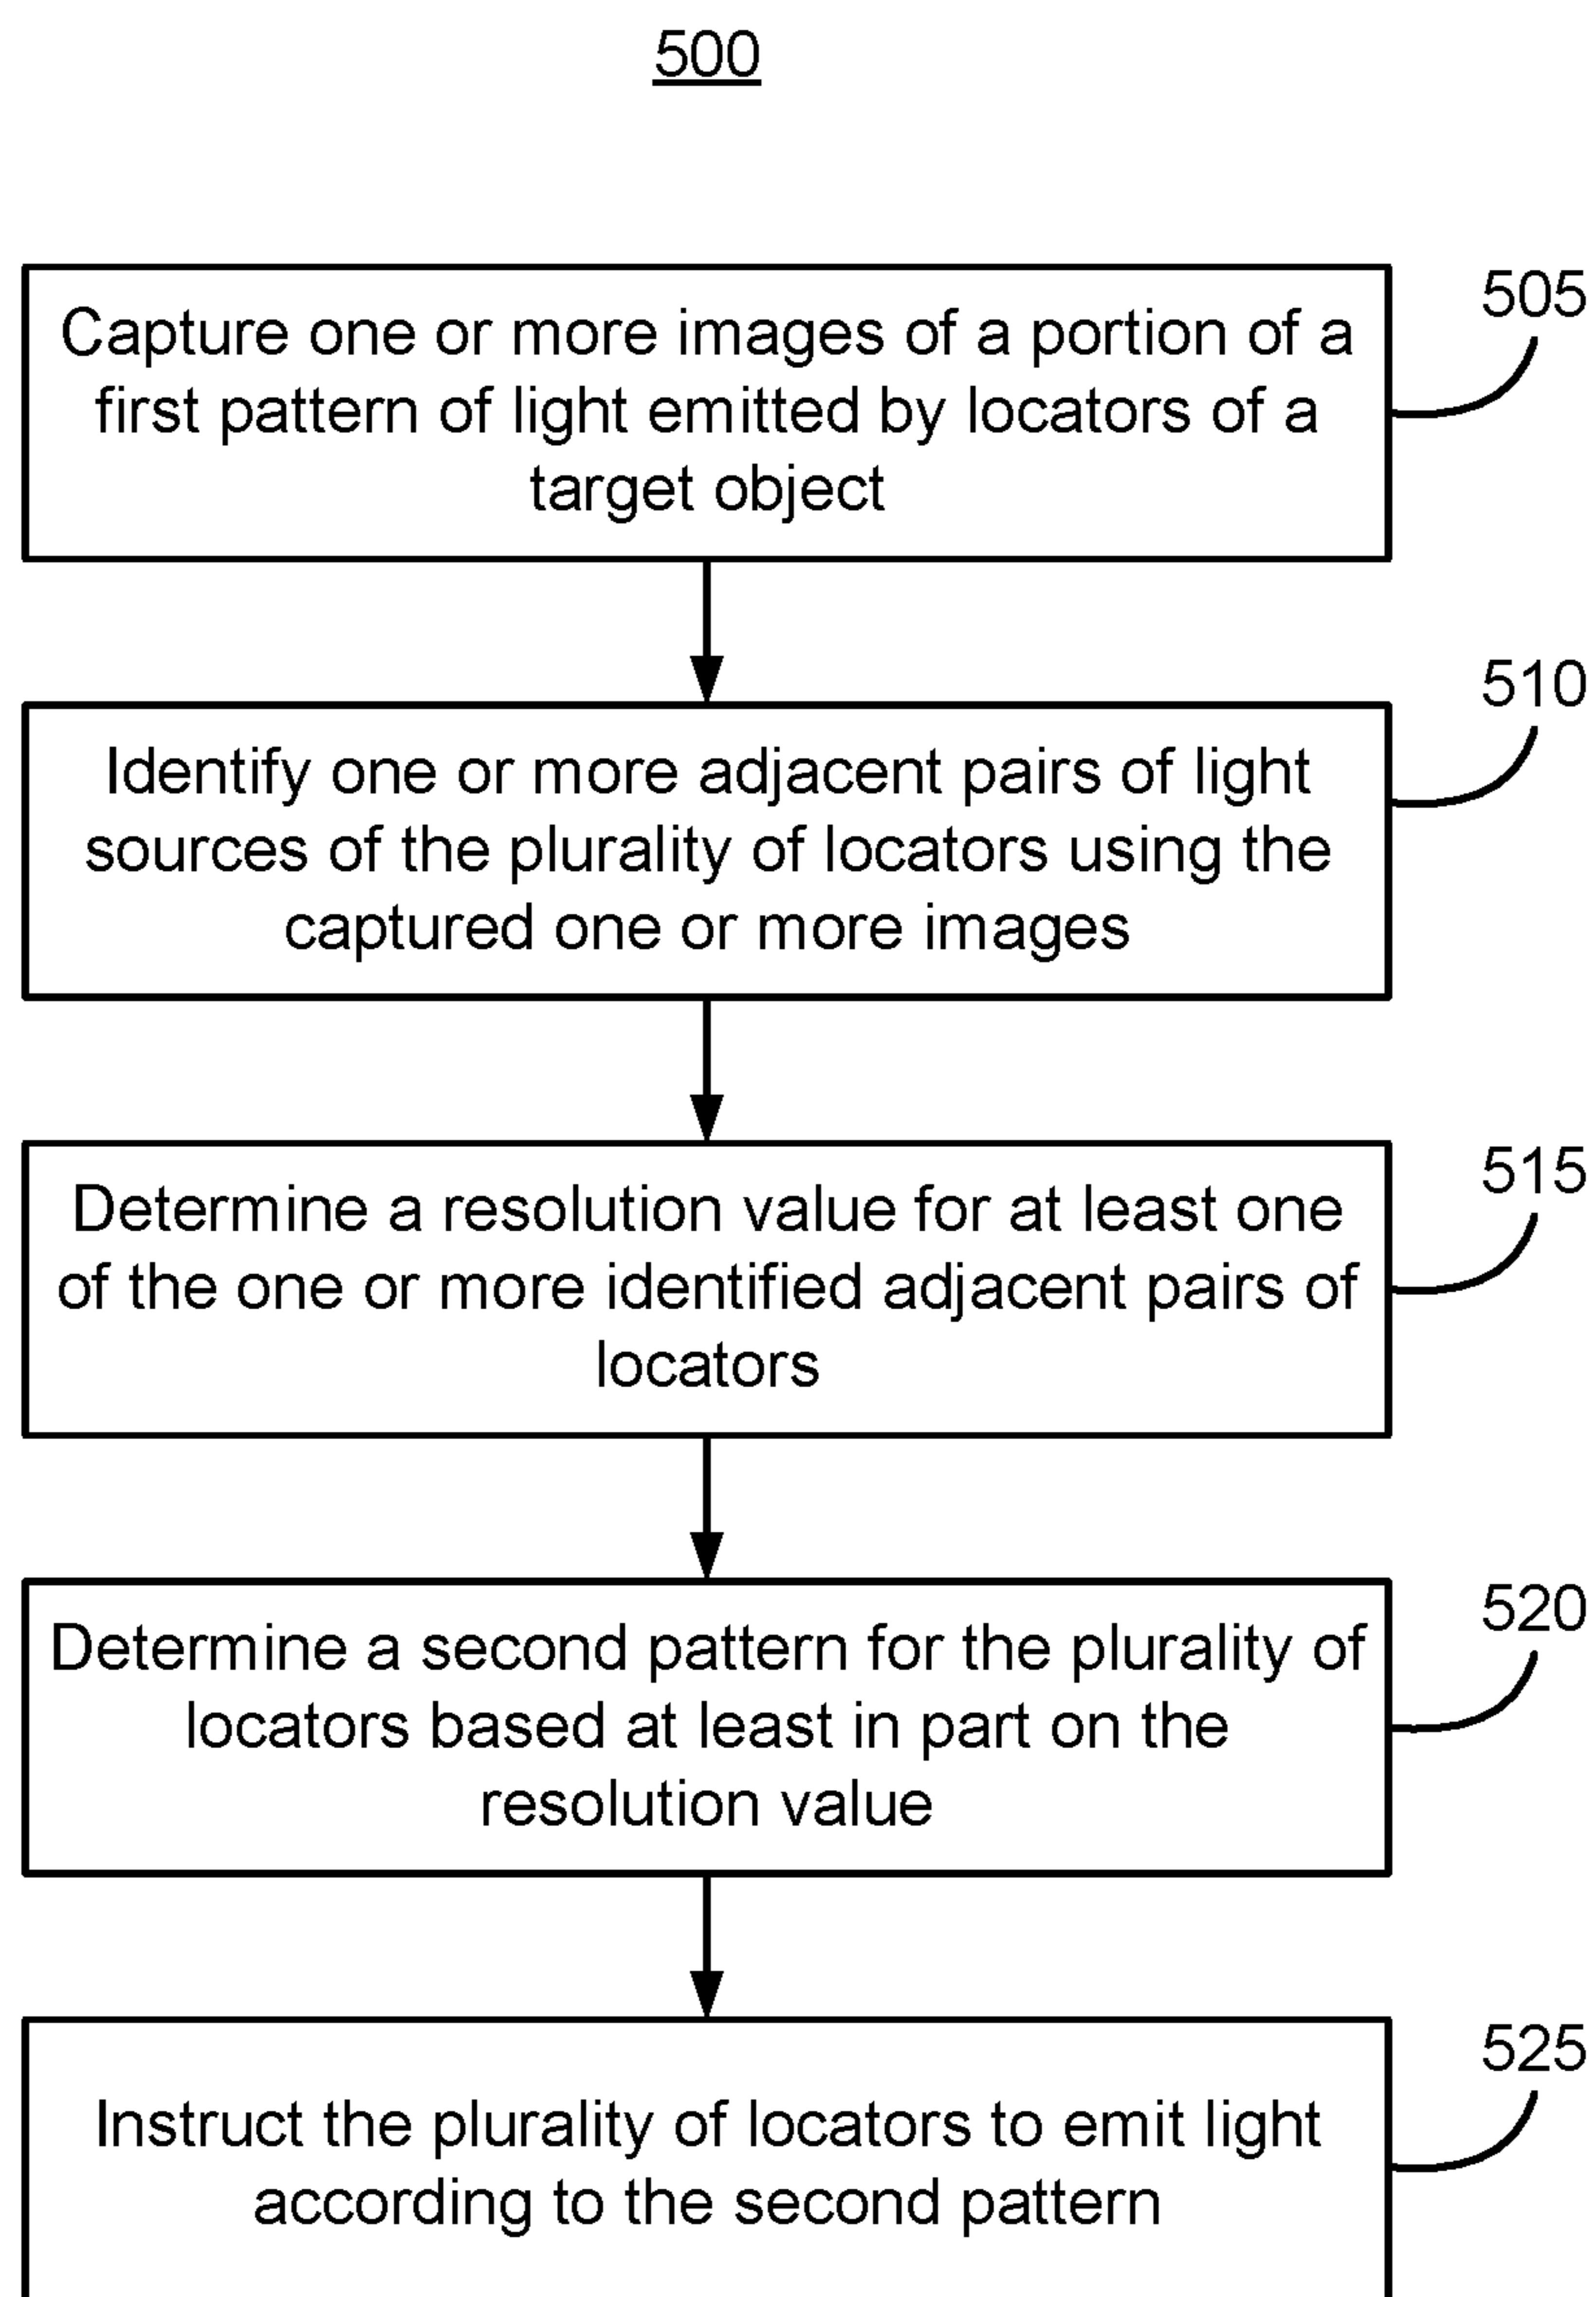 500
Capture one or more images of a portion of a
first pattern of light emitted by locators of a
target object
505
Identify one or more adjacent pairs of light
sources of the plurality of locators using the
captured one or more images
510
Determine a resolution value for at least one
of the one or more identified adjacent pairs of
locators
515
Determine a second pattern for the plurality of
locators based at least in part on the
resolution value
520
Instruct the plurality of locators to emit light
according to the second pattern
525